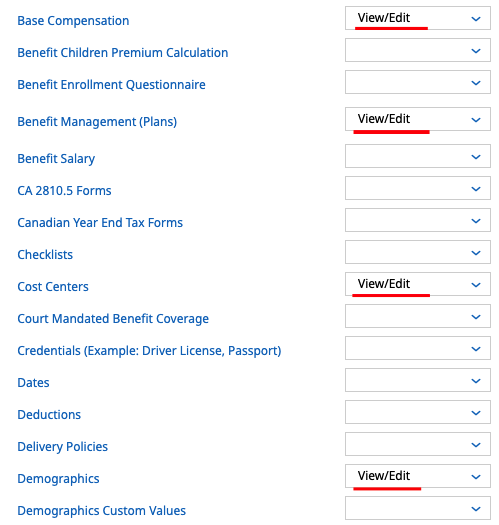 Base Compensation View/Edit
Benefit Children Premium Calculation
Benefit Enrollment Questionnaire
Benefit Management (Plans) View/Edit
Benefit Salary
CA 2810.5 Forms
Canadian Year End Tax Forms
Checklists
Cost Centers View/Edit
Court Mandated Benefit Coverage
Credentials (Example: Driver License, Passport)
Dates
Deductions
Delivery Policies
Demographics View/Edit
Demographics Custom Values